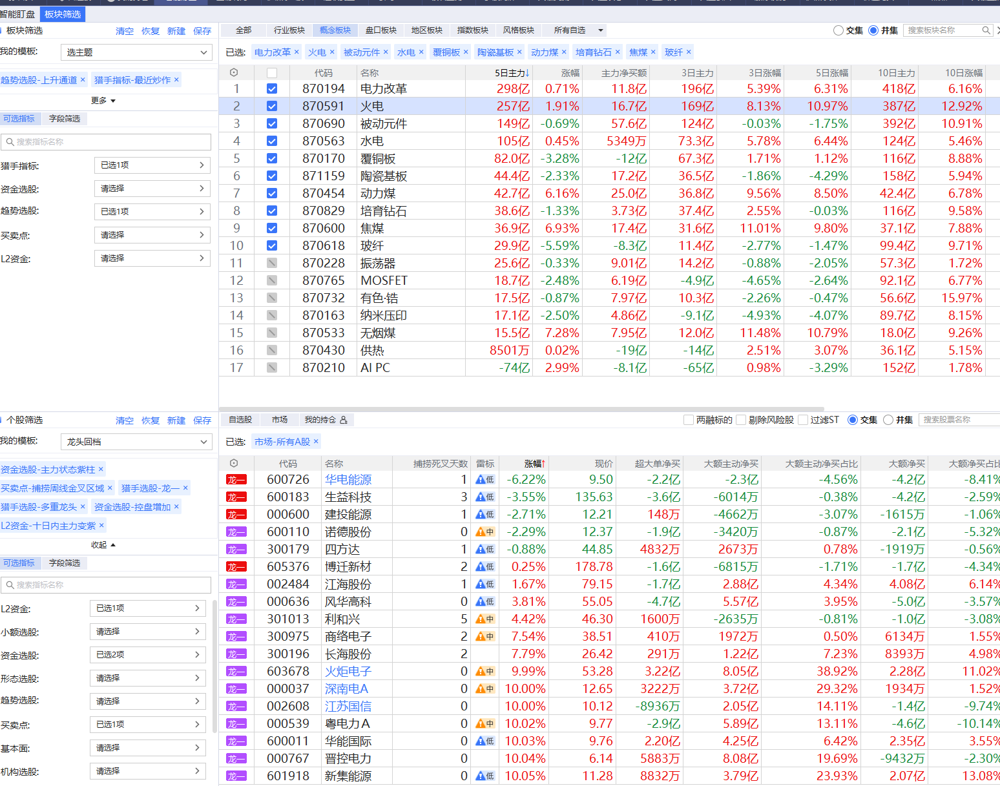 智能盯盘 板块筛选
板块筛选 清空 恢复 新建 保存
全部 行业板块 概念板块 盘口板块 地区板块 指数板块 风格板块 所有自选 交集 并集 搜索板块名称
我的模板: 选主题
已选: 电力改革 × 火电 × 被动元件 × 水电 × 覆铜板 × 陶瓷基板 × 动力煤 × 培育钻石 × 焦煤 × 玻纤 ×
趋势选股-上升通道 × 猎手指标-最近炒作 ×
更多
可选指标 字段筛选
搜索指标名称
猎手指标: 已选1项
资金选股: 请选择
趋势选股: 已选1项
买卖点: 请选择
L2资金: 请选择
代码 名称 5日主力↓ 涨幅 主力净买额 3日主力 3日涨幅 5日涨幅 10日主力 10日涨幅
1 870194 电力改革 298亿 0.71% 11.8亿 196亿 5.39% 6.31% 418亿 6.16%
2 870591 火电 257亿 1.91% 16.7亿 169亿 8.13% 10.97% 387亿 12.92%
3 870690 被动元件 149亿 -0.69% 57.6亿 124亿 -0.03% -1.75% 392亿 10.91%
4 870563 水电 105亿 0.45% 5349万 73.3亿 5.78% 6.44% 124亿 5.46%
5 870170 覆铜板 82.0亿 -3.28% -12亿 67.3亿 1.71% 1.12% 116亿 8.88%
6 871159 陶瓷基板 44.4亿 -2.33% 17.2亿 36.5亿 -1.86% -4.29% 158亿 5.94%
7 870454 动力煤 42.7亿 6.16% 25.0亿 36.8亿 9.56% 8.50% 42.4亿 6.78%
8 870829 培育钻石 38.6亿 -1.33% 3.73亿 37.4亿 2.55% -0.03% 116亿 9.58%
9 870600 焦煤 36.9亿 6.93% 17.4亿 31.6亿 11.01% 9.80% 37.1亿 7.88%
10 870618 玻纤 29.9亿 -5.59% -8.3亿 11.4亿 -2.77% -1.47% 99.4亿 9.71%
11 870228 振荡器 25.6亿 -0.33% 9.01亿 14.2亿 -0.88% -2.05% 57.3亿 1.72%
12 870765 MOSFET 18.7亿 -2.48% 6.19亿 -4.9亿 -4.65% -2.64% 92.1亿 6.77%
13 870732 有色·锆 17.5亿 -0.87% 7.97亿 10.3亿 -2.26% -0.47% 56.6亿 15.97%
14 870163 纳米压印 17.1亿 -2.50% 4.86亿 -9.1亿 -4.93% -4.07% 89.7亿 8.15%
15 870533 无烟煤 15.5亿 7.28% 7.95亿 12.0亿 11.48% 10.79% 18.0亿 9.26%
16 870430 供热 8501万 0.02% -19亿 -14亿 2.51% 3.07% 36.1亿 5.15%
17 870210 AI PC -74亿 2.99% -8.1亿 -65亿 0.98% -3.29% 152亿 1.78%
个股筛选 清空 恢复 新建 保存
自选股 市场 我的持仓 两融标的 剔除风险股 过滤ST 交集 并集 搜索股票名称
我的模板: 龙头回档
已选: 市场-所有A股 ×
资金选股-主力状态紫柱 ×
买卖点-捕捞周线金叉区域 × 猎手选股-龙一 ×
猎手选股-多重龙头 × 资金选股-控盘增加 ×
L2资金-十日内主力变紫 ×
收起
可选指标 字段筛选
搜索指标名称
L2资金: 已选1项
小额选股: 请选择
资金选股: 已选2项
形态选股: 请选择
趋势选股: 请选择
买卖点: 已选1项
基本面: 请选择
机构选股: 请选择
代码 名称 捕捞死叉天数 雷标 涨幅↑ 现价 超大单净买 大额主动净买 大额主动净买占比 大额净买 大额净买占比
龙一 600726 华电能源 1 低 -6.22% 9.50 -2.2亿 -2.3亿 -4.56% -4.2亿 -8.41%
龙一 600183 生益科技 3 低 -3.55% 135.63 -3.6亿 -6014万 -0.38% -4.2亿 -2.59%
龙一 000600 建投能源 1 低 -2.71% 12.21 148万 -4662万 -3.07% -1615万 -1.06%
龙一 600110 诺德股份 0 中 -2.29% 12.37 -1.9亿 -3420万 -0.87% -2.1亿 -5.32%
龙一 300179 四方达 1 低 -0.88% 44.85 4832万 2673万 0.78% -1919万 -0.56%
龙一 605376 博迁新材 2 低 0.25% 178.78 -1.6亿 -6815万 -1.71% -1.7亿 -4.34%
龙一 002484 江海股份 1 低 1.67% 79.15 -1.7亿 2.88亿 4.34% 4.08亿 6.14%
龙一 000636 风华高科 0 低 3.81% 55.05 -4.7亿 5.57亿 3.95% -5.0亿 -3.57%
龙一 301013 利和兴 5 中 4.42% 46.30 1600万 -2635万 -0.81% -1.0亿 -3.08%
龙一 300975 商络电子 2 中 7.54% 38.51 410万 1972万 0.50% 6134万 1.55%
龙一 300196 长海股份 2 7.79% 26.42 291万 1.22亿 7.23% 8393万 4.98%
龙一 603678 火炬电子 0 中 9.99% 53.28 3.22亿 8.05亿 38.92% 2.28亿 11.02%
龙一 000037 深南电A 0 中 10.00% 12.65 3222万 3.72亿 29.32% 1934万 1.52%
龙一 002608 江苏国信 0 10.00% 10.12 -8936万 2.05亿 14.11% -1.4亿 -9.74%
龙一 000539 粤电力A 0 中 10.02% 9.77 -2.9亿 5.89亿 13.11% -4.6亿 -10.14%
龙一 600011 华能国际 0 低 10.03% 9.76 2.20亿 4.25亿 6.42% 2.35亿 3.55%
龙一 000767 晋控电力 0 10.04% 6.14 5883万 8.08亿 19.69% -9432万 -2.30%
龙一 601918 新集能源 0 低 10.05% 11.28 8832万 3.79亿 23.93% 2.07亿 13.08%